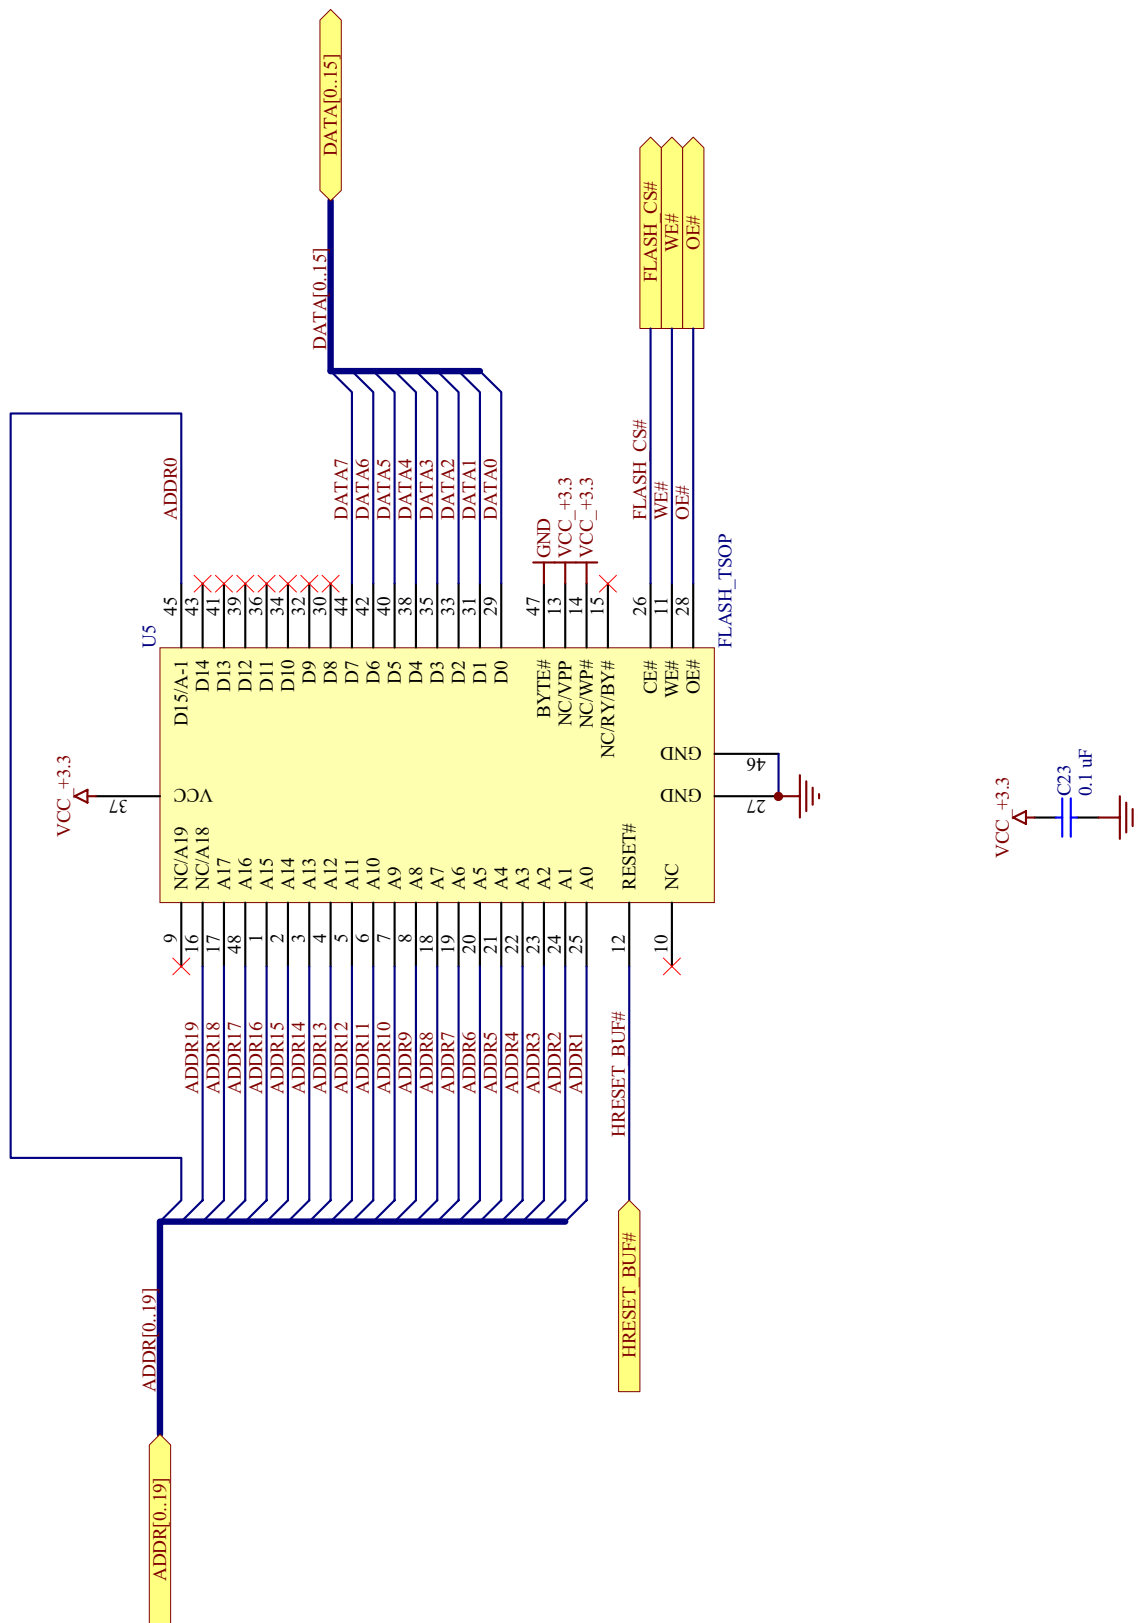 DATA[0..15]
DATA[0..15]
FLASH_CS#
WE#
OE#
ADDR0
DATA7
DATA6
DATA5
DATA4
DATA3
DATA2
DATA1
DATA0
GND
VCC_+3.3
VCC_+3.3
FLASH_CS#
WE#
OE#
45
43
41
39
36
34
32
30
44
42
40
38
35
33
31
29
47
13
14
15
26
11
28
U5
FLASH_TSOP
D15/A-1
D14
D13
D12
D11
D10
D9
D8
D7
D6
D5
D4
D3
D2
D1
D0
BYTE#
NC/VPP
NC/WP#
NC/RY/BY#
CE#
WE#
OE#
VCC_+3.3
37
VCC
GND
46
GND
27
VCC_+3.3
C23
0.1 uF
NC/A19
NC/A18
A17
A16
A15
A14
A13
A12
A11
A10
A9
A8
A7
A6
A5
A4
A3
A2
A1
A0
RESET#
NC
9
16
17
48
1
2
3
4
5
6
7
8
18
19
20
21
22
23
24
25
12
10
ADDR19
ADDR18
ADDR17
ADDR16
ADDR15
ADDR14
ADDR13
ADDR12
ADDR11
ADDR10
ADDR9
ADDR8
ADDR7
ADDR6
ADDR5
ADDR4
ADDR3
ADDR2
ADDR1
HRESET_BUF#
HRESET_BUF#
ADDR[0..19]
ADDR[0..19]